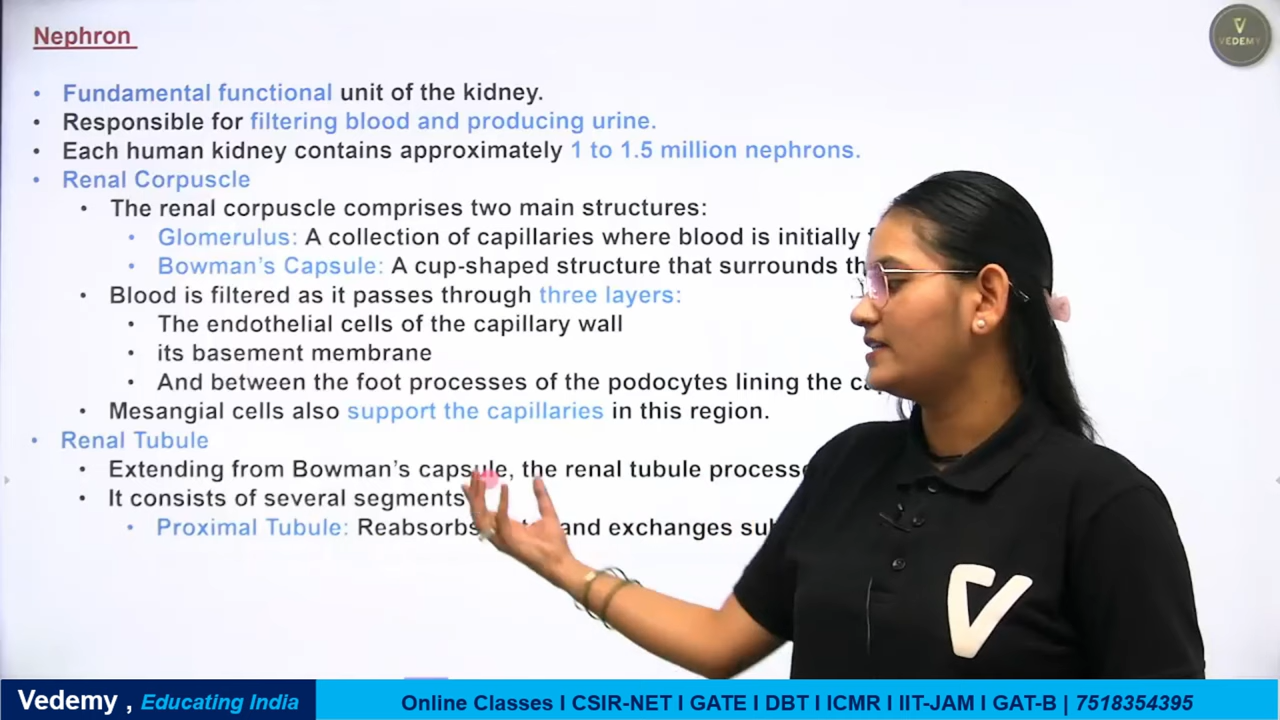 Nephron
VEDEMY
• Fundamental functional unit of the kidney.
• Responsible for filtering blood and producing urine.
• Each human kidney contains approximately 1 to 1.5 million nephrons.
• Renal Corpuscle
• The renal corpuscle comprises two main structures:
• Glomerulus: A collection of capillaries where blood is initially
• Bowman's Capsule: A cup-shaped structure that surrounds
• Blood is filtered as it passes through three layers:
• The endothelial cells of the capillary wall
• its basement membrane
• And between the foot processes of the podocytes lining the
• Mesangial cells also support the capillaries in this region.
• Renal Tubule
• Extending from Bowman's capsule, the renal tubule
• It consists of several segments
• Proximal Tubule: Reabsorbs and exchanges
Vedemy , Educating India
Online Classes I CSIR-NET I GATE I DBT I ICMR I IIT-JAM I GAT-B | 7518354395